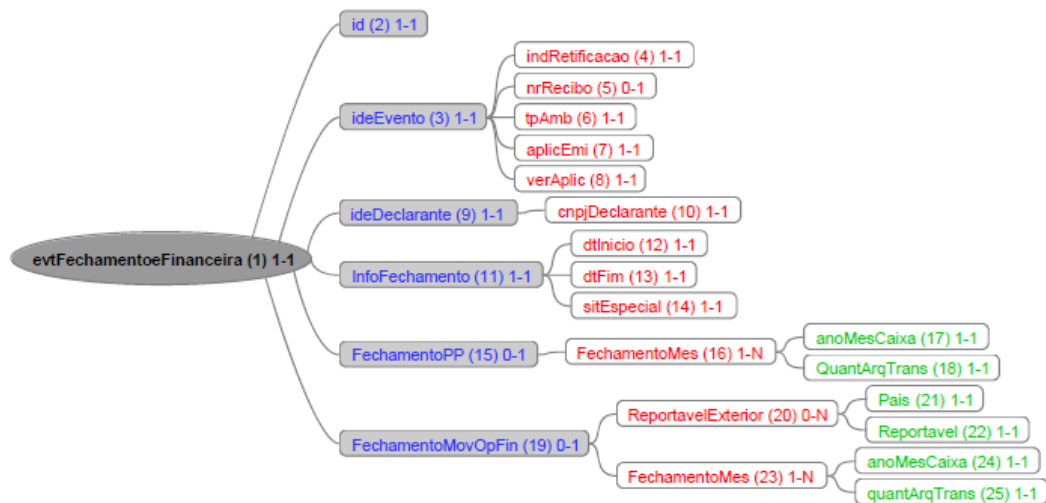 id (2) 1-1
indRetificacao (4) 1-1
nrRecibo (5) 0-1
ideEvento (3) 1-1
tpAmb (6) 1-1
aplicEmi (7) 1-1
verAplic (8) 1-1
ideDeclarante (9) 1-1
cnpjDeclarante (10) 1-1
evtFechamentoeFinanceira (1) 1-1
dtInicio (12) 1-1
InfoFechamento (11) 1-1
dtFim (13) 1-1
sitEspecial (14) 1-1
FechamentoPP (15) 0-1
FechamentoMes (16) 1-N
anoMesCaixa (17) 1-1
QuantArqTrans (18) 1-1
Pais (21) 1-1
ReportavelExterior (20) 0-N
Reportavel (22) 1-1
FechamentoMovOpFin (19) 0-1
FechamentoMes (23) 1-N
anoMesCaixa (24) 1-1
quantArqTrans (25) 1-1